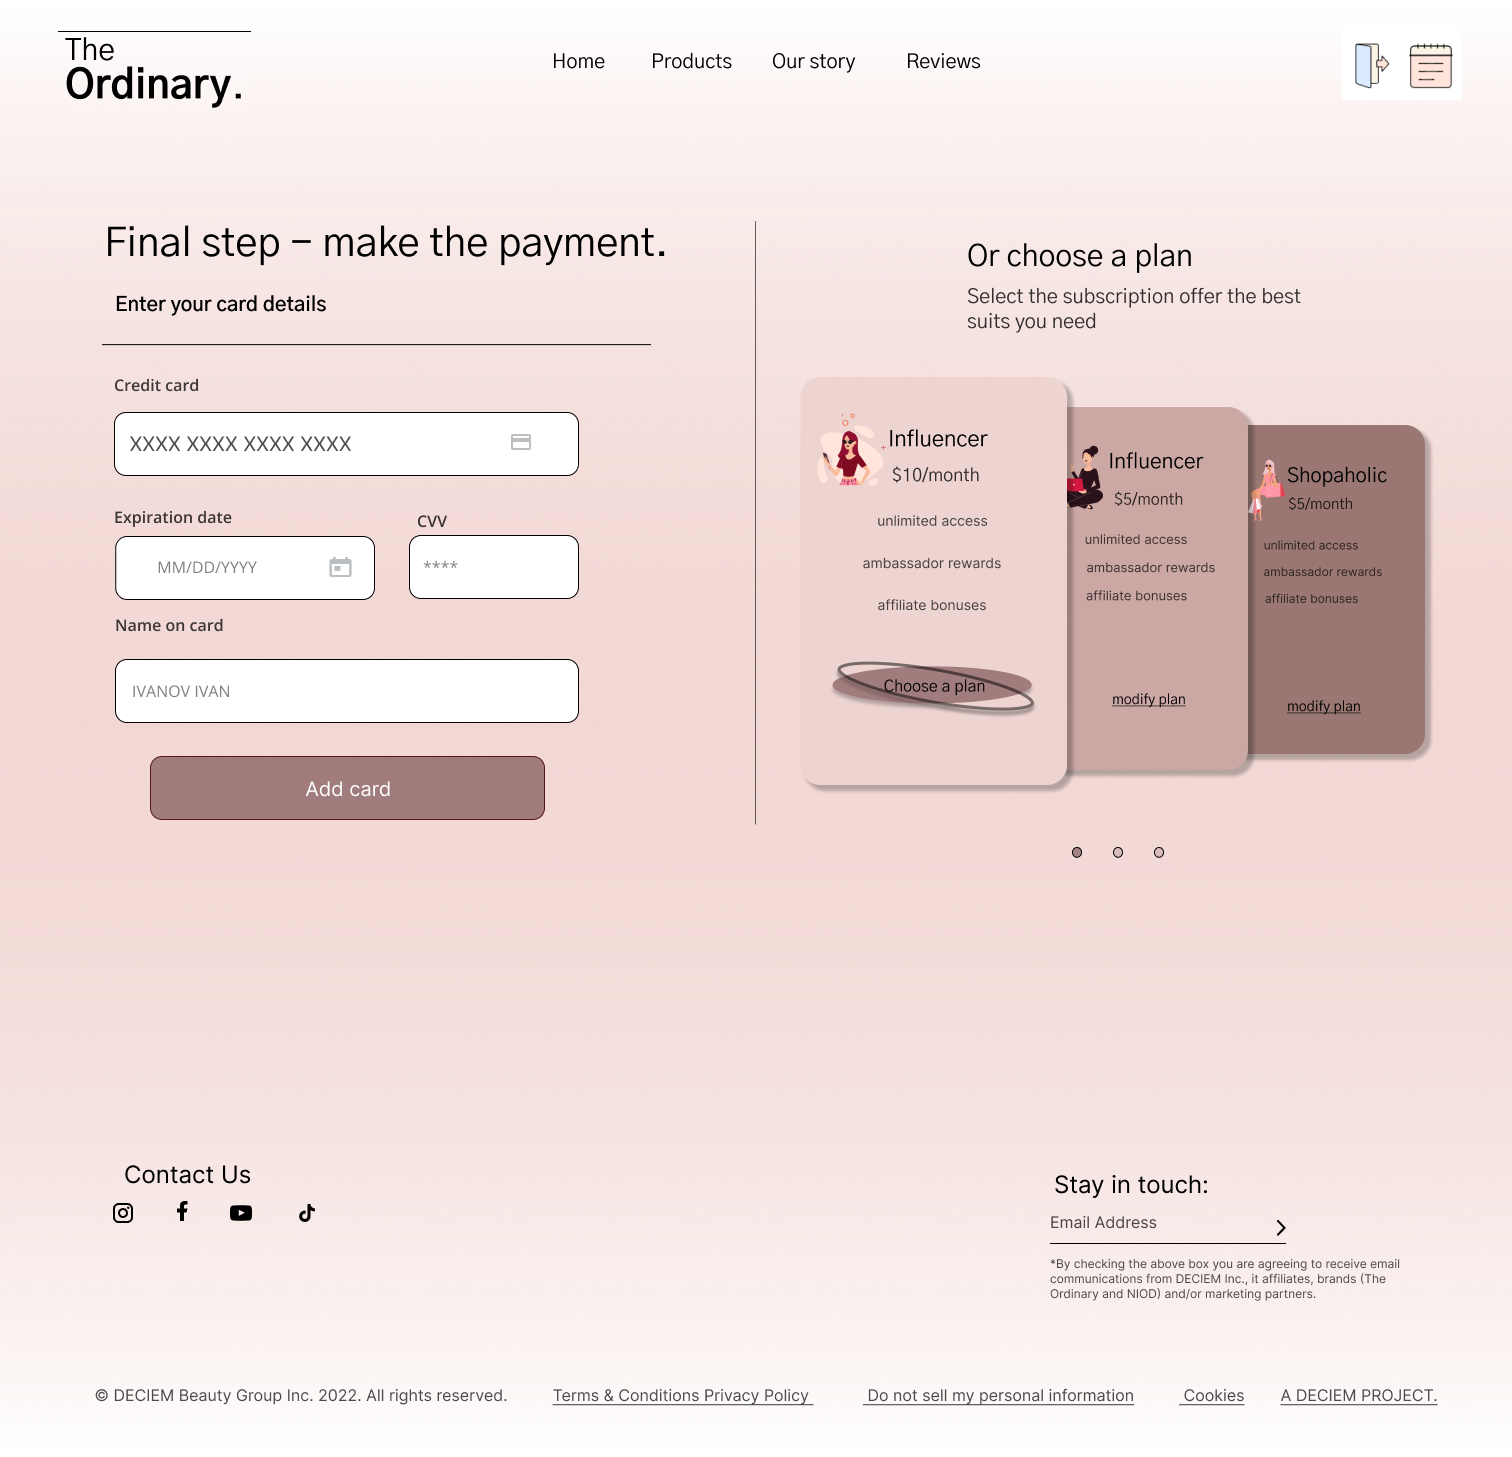 The
Ordinary.
Home
Products
Our story
Reviews
Final step – make the payment.
Enter your card details
Credit card
XXXX XXXX XXXX XXXX
Expiration date
CVV
MM/DD/YYYY
****
Name on card
IVANOV IVAN
Add card
Or choose a plan
Select the subscription offer the best
suits you need
Influencer
$10/month
unlimited access
ambassador rewards
affiliate bonuses
Choose a plan
Influencer
$5/month
unlimited access
ambassador rewards
affiliate bonuses
modify plan
Shopaholic
$5/month
unlimited access
ambassador rewards
affiliate bonuses
modify plan
Contact Us
Stay in touch:
Email Address
*By checking the above box you are agreeing to receive email
communications from DECIEM Inc., it affiliates, brands (The
Ordinary and NIOD) and/or marketing partners.
© DECIEM Beauty Group Inc. 2022. All rights reserved.
Terms & Conditions Privacy Policy
Do not sell my personal information
Cookies
A DECIEM PROJECT.